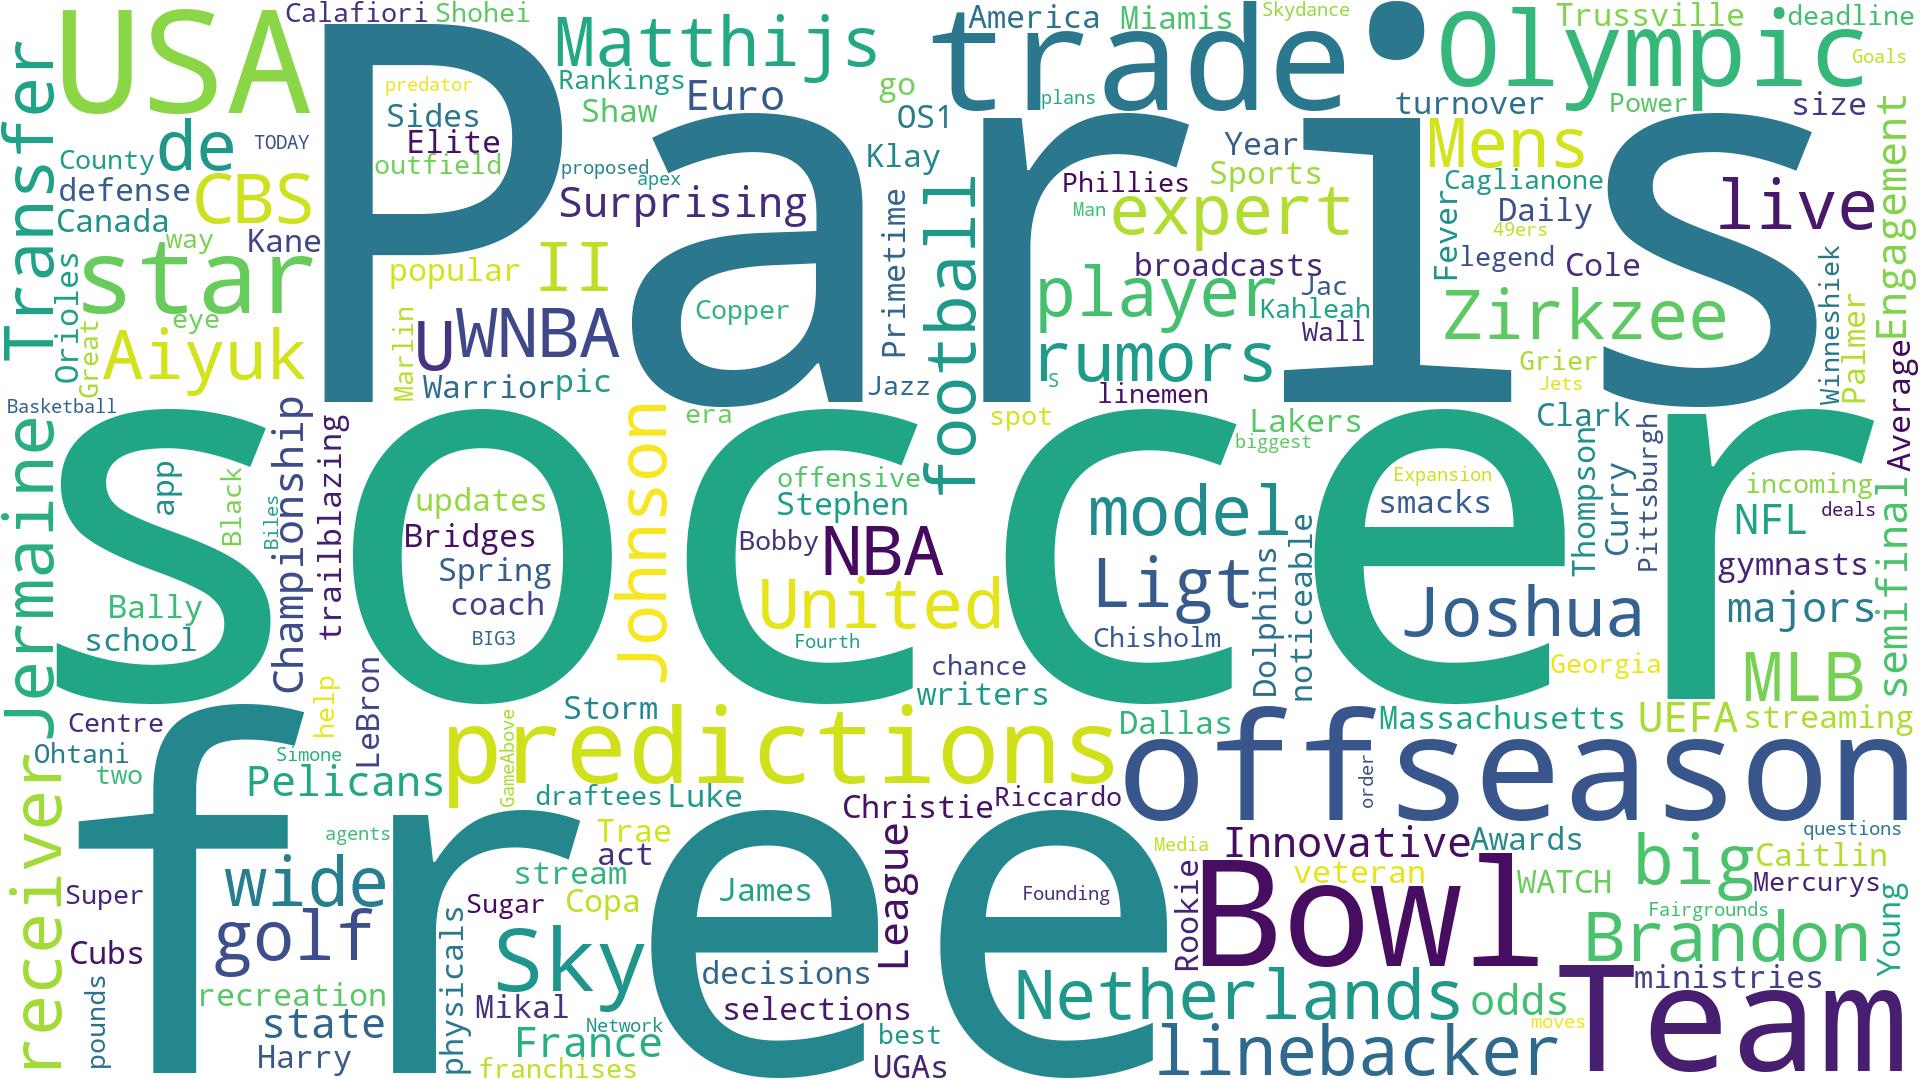 Paris
soccer
free
USA
Calafiori
Shohei
Matthijs
America
trade
Miamis
Skydance
Olympic
Trussville
deadline
Goals
Transfer
predator
Rankings
Euro
go
plans
turnover
Power
size
de
TODAY
Sides
Shaw
OS1
Elite
County
outfield
proposed
apex
Klay
Year
Mens
Engagement
defense
CBS
Surprising
Phillies
Sports
Caglianone
live
Canada
Man
expert
Fever
Daily
49ers
way
Kane
star
Orioles
popular
II
Primetime
football
broadcasts
legend
Cole
Copper
player
Jac
Kahleah
Wall
Zirkzee
Winneshiek
eye
Great
Aiyuk
Marlin
U
WNBA
rumors
Grier
Palmer
Average
Warrior
pic
Jazz
S
linemen
Jets
Basketball
Championship
era
spot
Lakers
biggest
Clark
Jermaine
trailblazing
Johnson
app
Black
Biles
updates
offensive
Stephen
model
Expansion
smacks
Thompson
Curry
Pittsburgh
incoming
NFL
deals
Bridges
Bobby
NBA
Ligt
Dolphins
noticeable
gymnasts
semifinal
Spring
coach
United
Joshua
majors
Bally
school
BIG3
Fourth
Chisholm
Georgia
MLB
chance
writers
help
LeBron
Storm
Dallas
Massachusetts
UEFA
streaming
Centre
Ohtani
two
Simone
Pelicans
GameAbove
predictions
offseason
order
receiver
draftees
Luke
Christie
Riccardo
agents
Trae
act
League
Media
Innovative
Awards
questions
big
Caitlin
wide
stream
James
Founding
Rookie
veteran
WATCH
Mercurys
Super
Sugar
Copa
Bowl
Fairgrounds
Young
golf
physicals
Sky
Brandon
Cubs
decisions
Netherlands
ministries
pounds
recreation
Mikal
selections
odds
Team
state
Network
France
best
moves
Harry
franchises
UGAs
linebacker